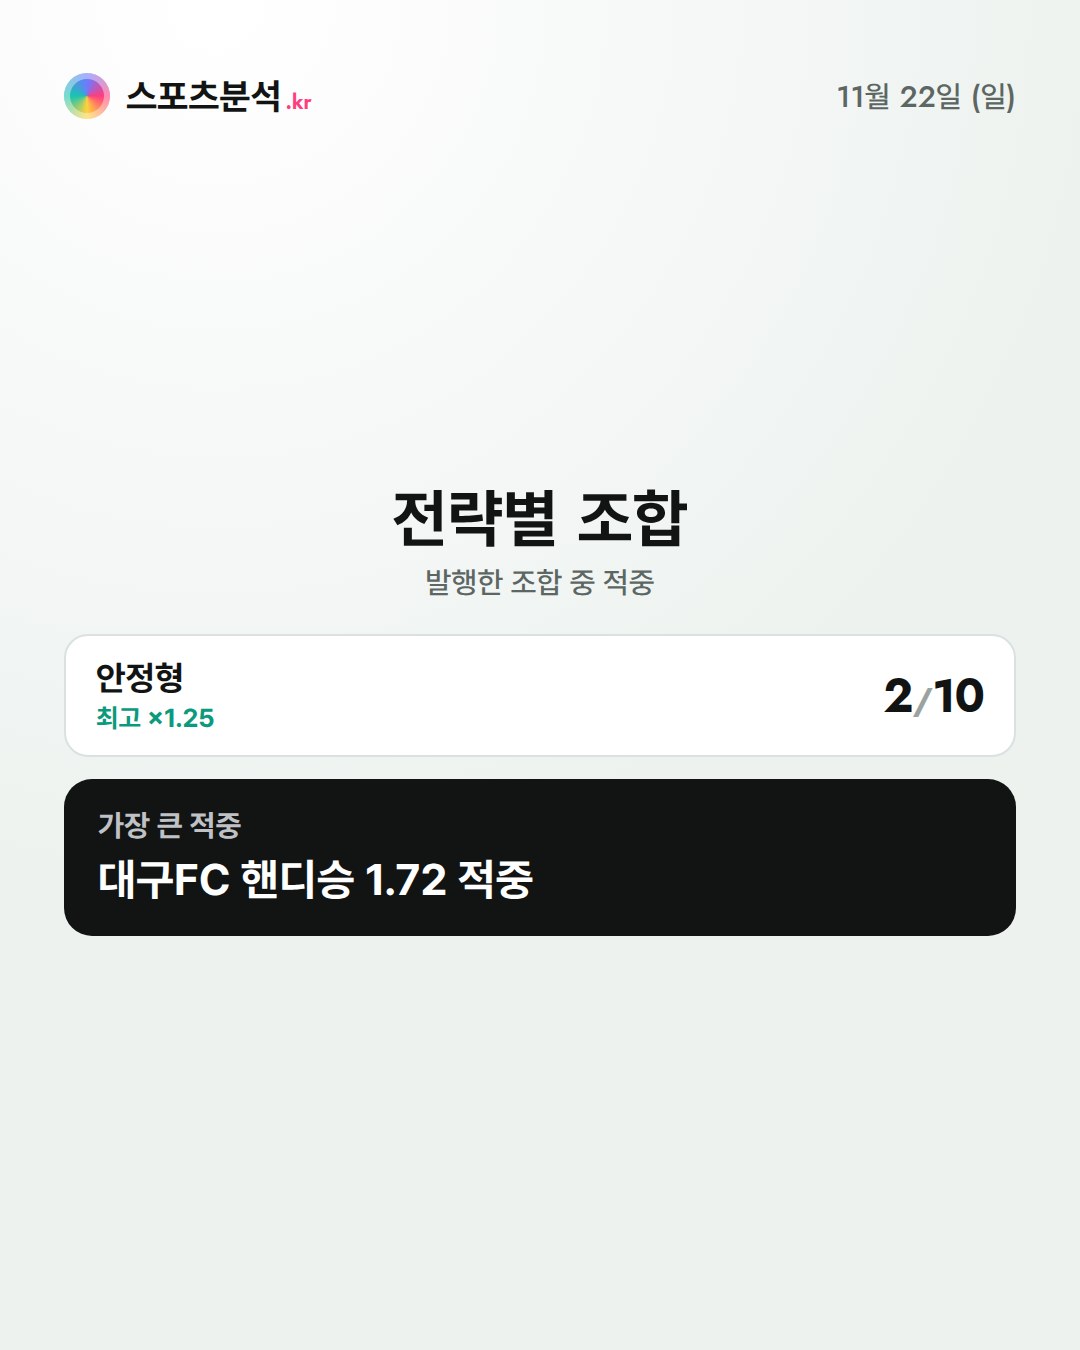 스포츠분석.kr
11월 22일 (일)
전략별 조합
발행한 조합 중 적중
안정형
최고 ×1.25
2/10
가장 큰 적중
대구FC 핸디승 1.72 적중